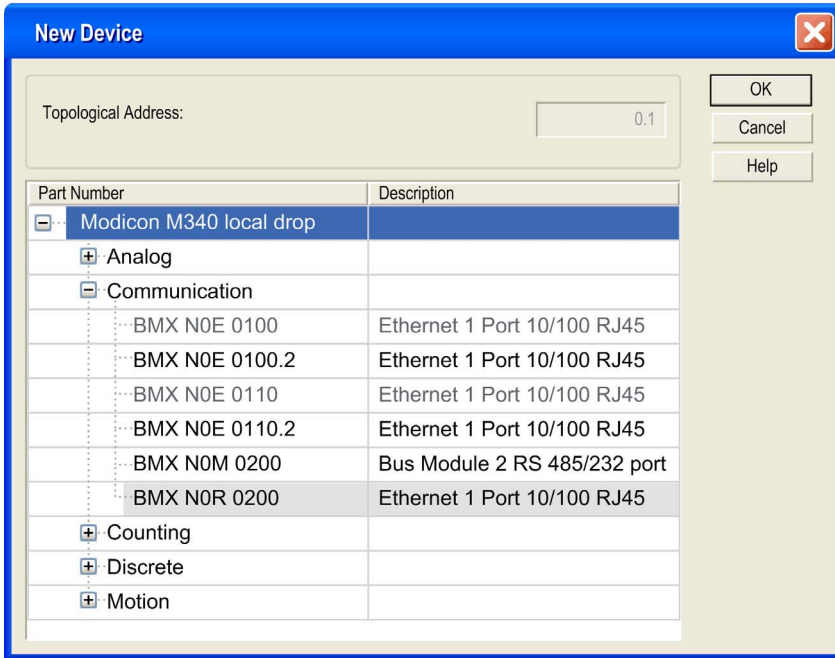 New Device
Topological Address:
0.1
OK
Cancel
Help
Part Number Description
Modicon M340 local drop
Analog
Communication
BMX N0E 0100 Ethernet 1 Port 10/100 RJ45
BMX N0E 0100.2 Ethernet 1 Port 10/100 RJ45
BMX N0E 0110 Ethernet 1 Port 10/100 RJ45
BMX N0E 0110.2 Ethernet 1 Port 10/100 RJ45
BMX N0M 0200 Bus Module 2 RS 485/232 port
BMX N0R 0200 Ethernet 1 Port 10/100 RJ45
Counting
Discrete
Motion